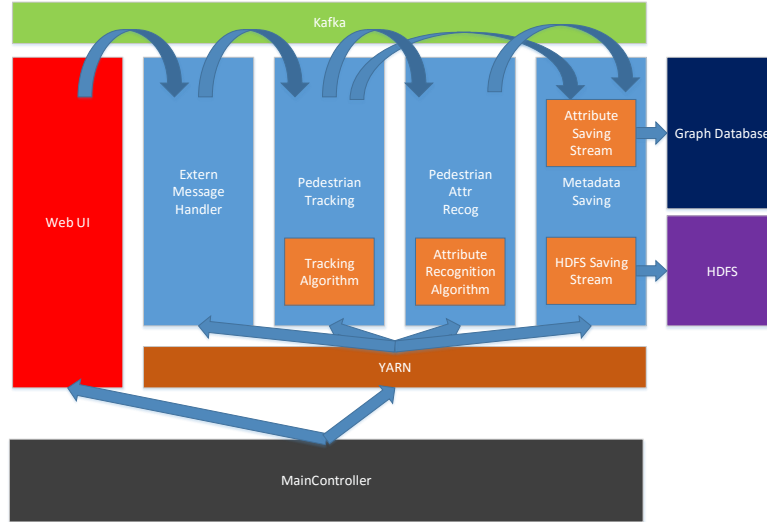 Kafka
Web UI
Extern
Message
Handler
Pedestrian
Tracking
Tracking
Algorithm
Pedestrian
Attr
Recog
Attribute
Recognition
Algorithm
Attribute
Saving
Stream
Metadata
Saving
HDFS Saving
Stream
Graph Database
HDFS
YARN
MainController